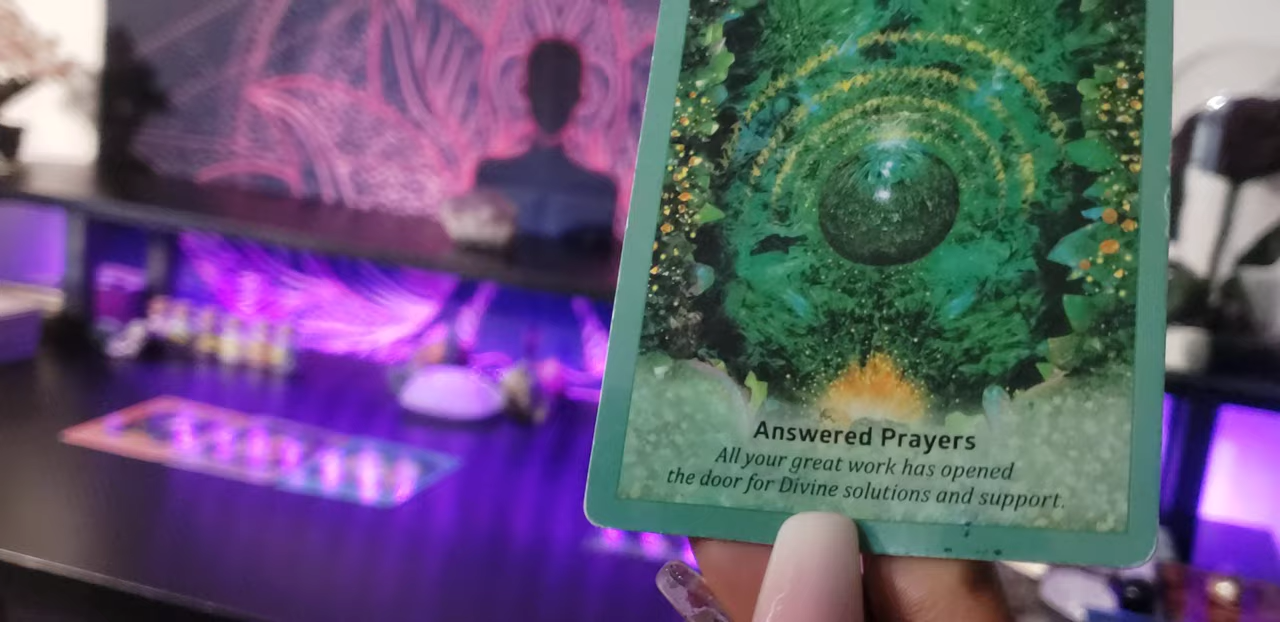 Answered Prayers
All your great work has opened
the door for Divine solutions and support.